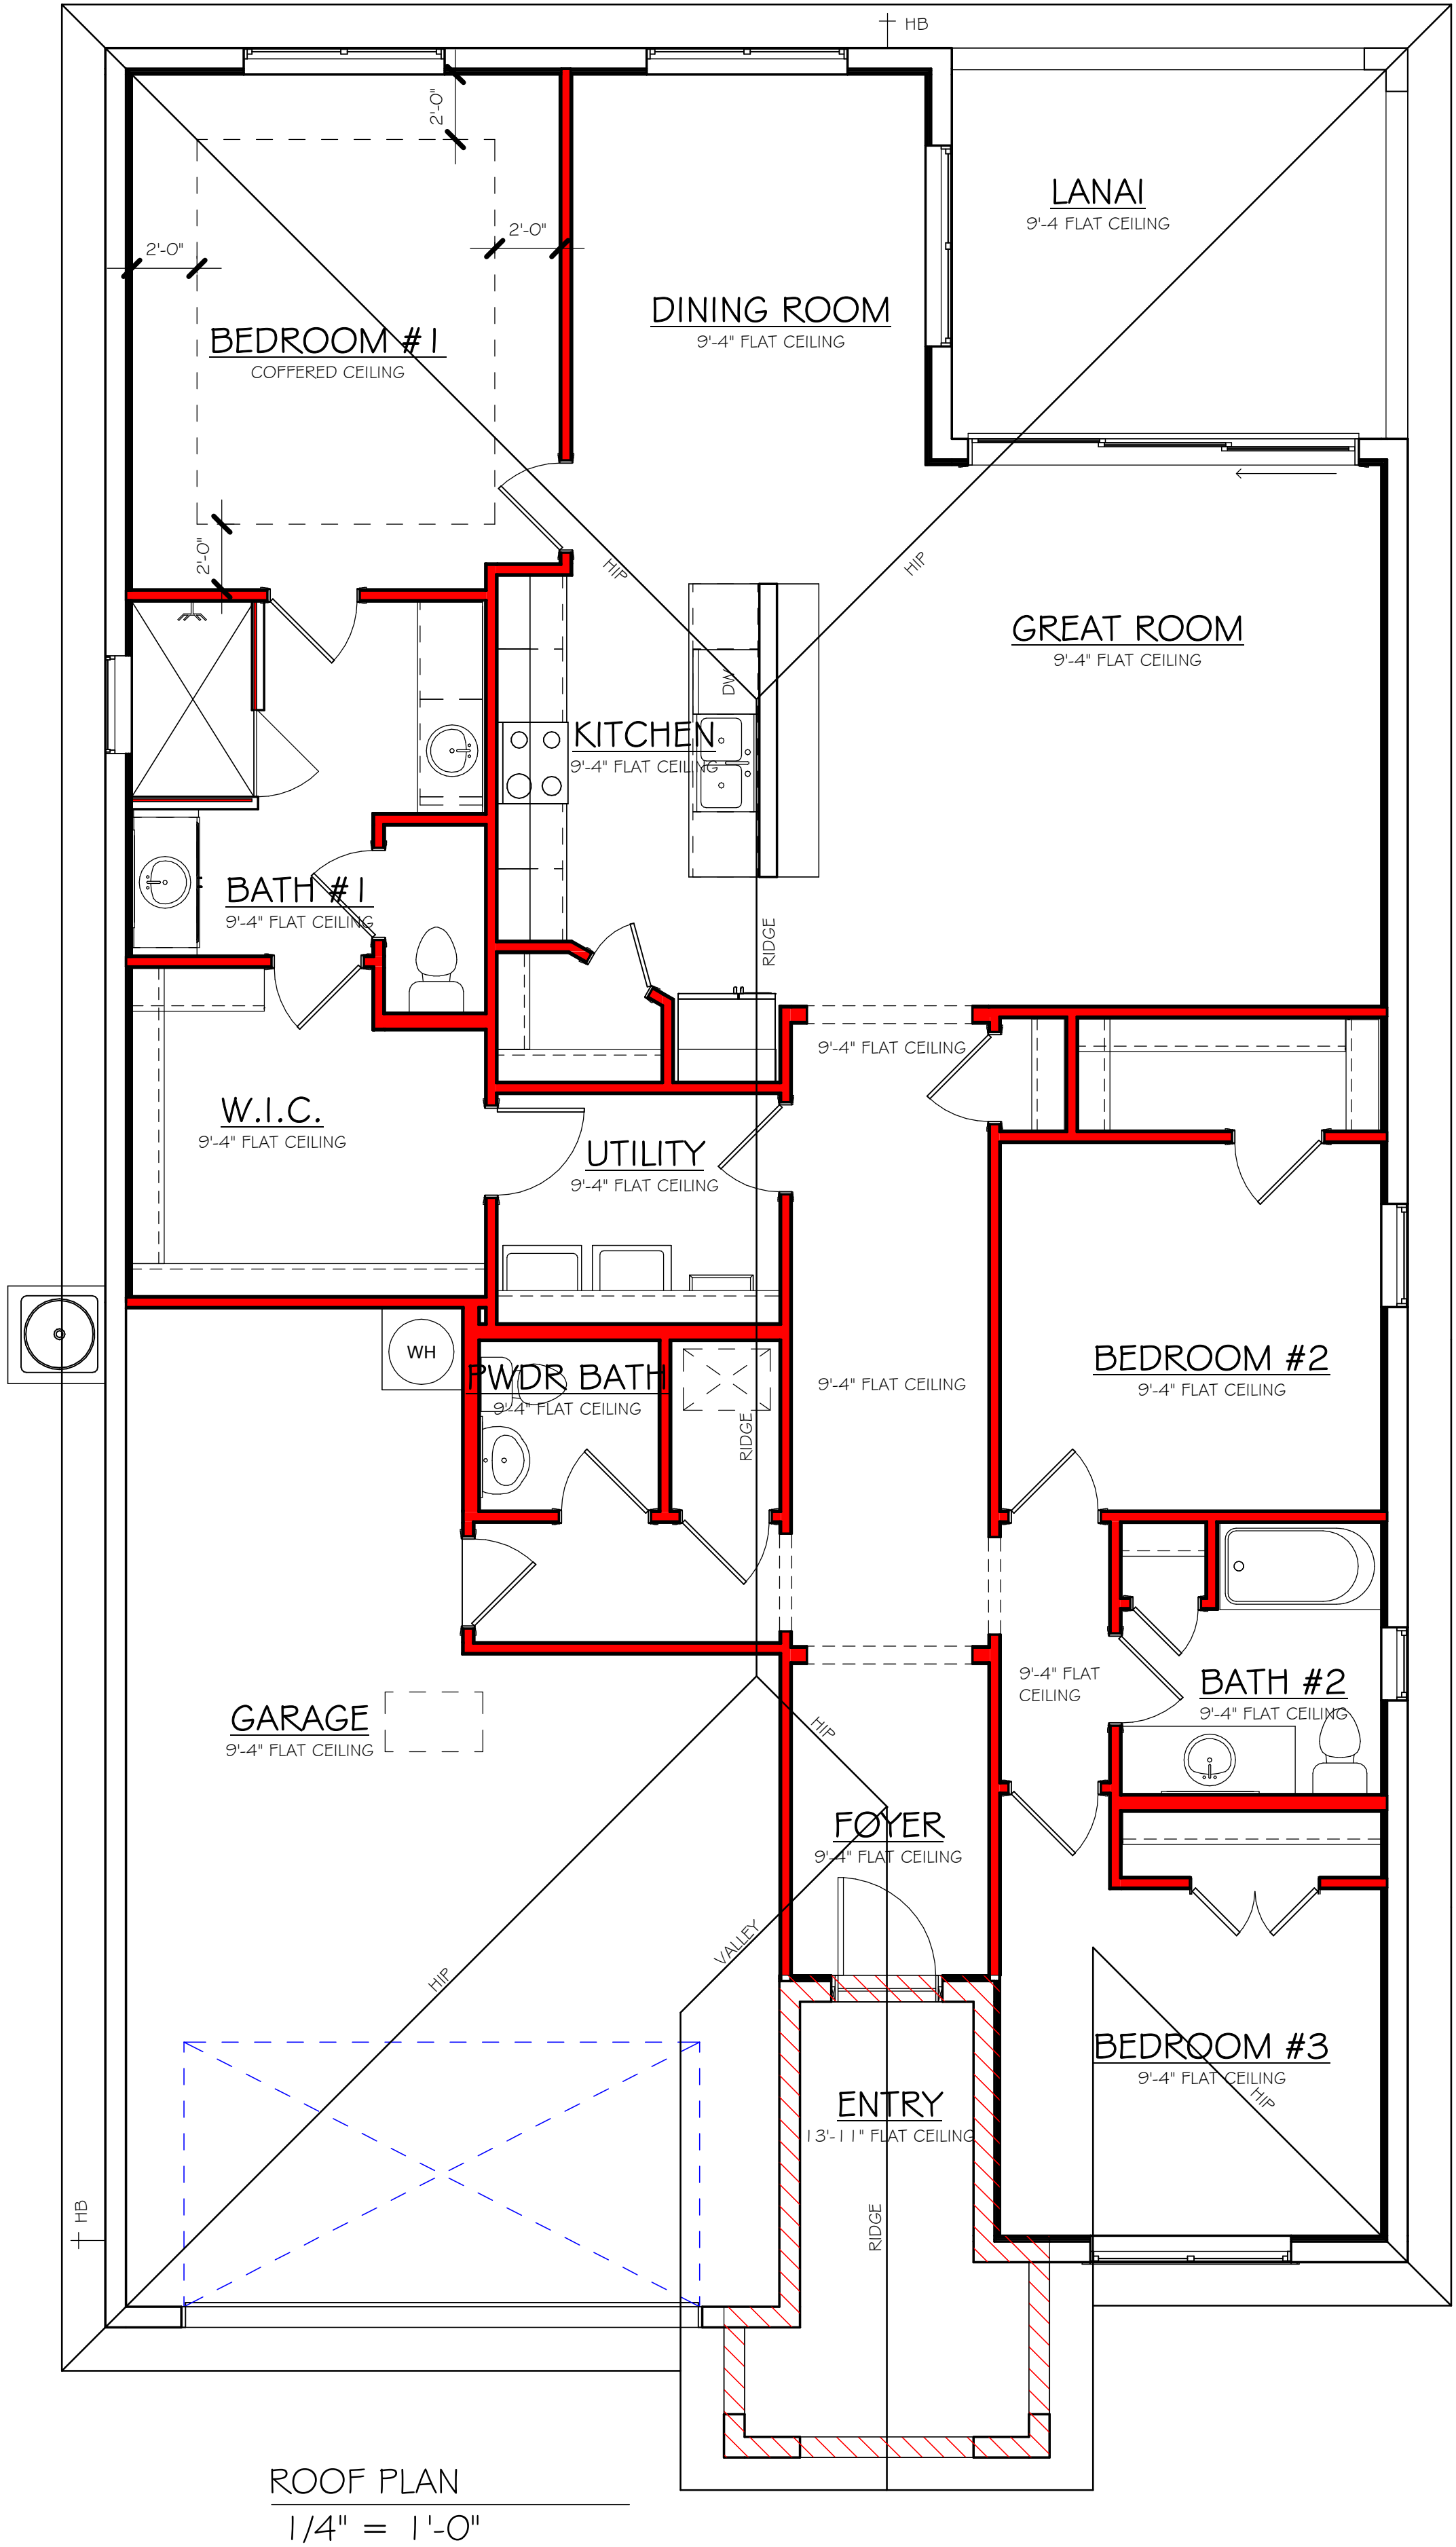 HB
2'-0"
LANAI
9'-4 FLAT CEILING
2'-0"
2'-0"
DINING ROOM
9'-4" FLAT CEILING
BEDROOM #1
COFFERED CEILING
2'-0"
HIP
HIP
GREAT ROOM
9'-4" FLAT CEILING
DW
KITCHEN
9'-4" FLAT CEILING
BATH #1
9'-4" FLAT CEILING
RIDGE
9'-4" FLAT CEILING
W.I.C.
9'-4" FLAT CEILING
UTILITY
9'-4" FLAT CEILING
WH
PWDR BATH
9'-4" FLAT CEILING
RIDGE
9'-4" FLAT CEILING
BEDROOM #2
9'-4" FLAT CEILING
9'-4" FLAT
CEILING
BATH #2
9'-4" FLAT CEILING
GARAGE
9'-4" FLAT CEILING
HIP
FOYER
9'-4" FLAT CEILING
VALLEY
HIP
BEDROOM #3
9'-4" FLAT CEILING
HIP
ENTRY
13'-11" FLAT CEILING
RIDGE
HB
ROOF PLAN
1/4" = 1'-0"